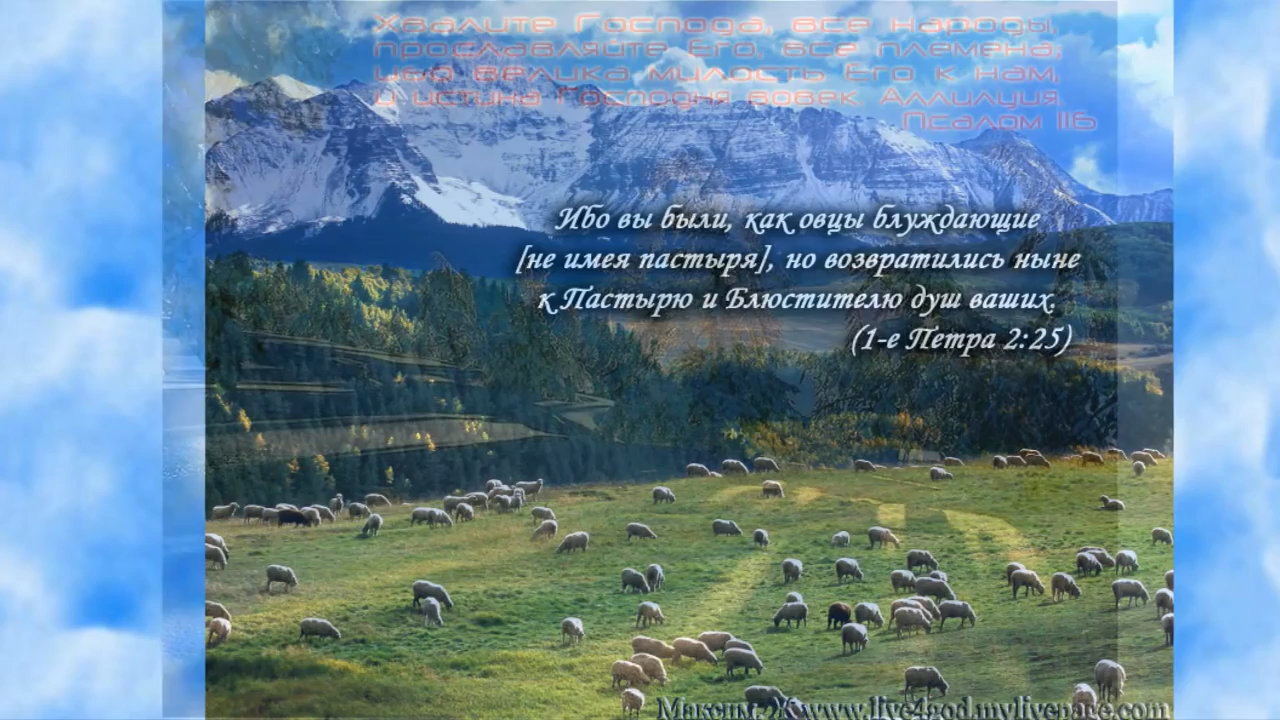 Хвалите Господа, все народы,
прославляйте Его, все племена;
ибо велика милость Его к нам,
и истина Господня вовек. Аллилуия.
Псалом 116
Ибо вы были, как овцы блуждающие
[не имея пастыря], но возвратились ныне
к Пастырю и Блюстителю душ ваших.
(1-е Петра 2:25)
Максим. www.live4god.mylivepage.com